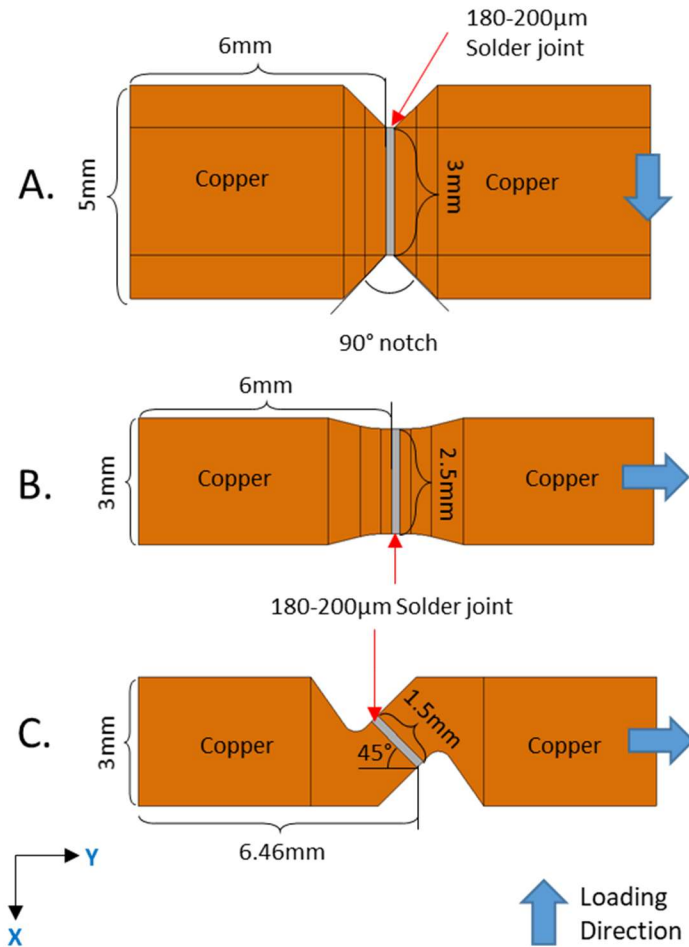 180-200µm
Solder joint
6mm
A.
5mm
Copper
3mm
Copper
90° notch
6mm
B.
3mm
Copper
2.5mm
Copper
180-200µm Solder joint
C.
3mm
Copper
1.5mm
45°
Copper
6.46mm
Y
X
Loading
Direction